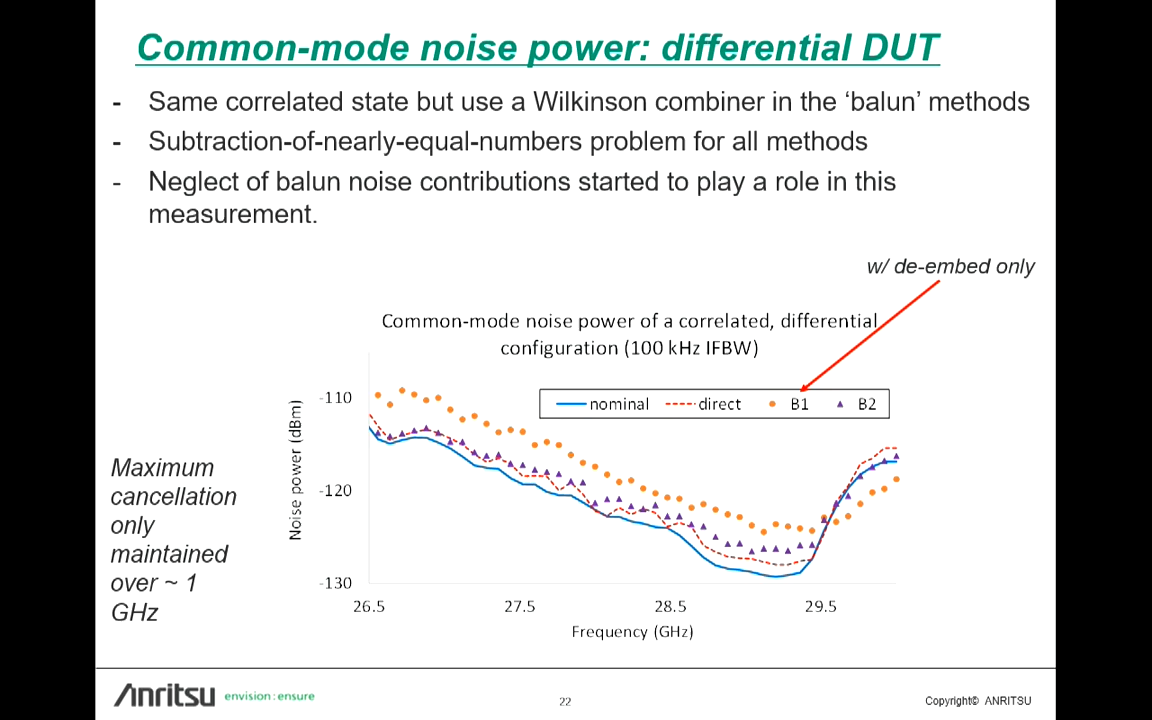 Common-mode noise power: differential DUT
- Same correlated state but use a Wilkinson combiner in the ‘balun’ methods
- Subtraction-of-nearly-equal-numbers problem for all methods
- Neglect of balun noise contributions started to play a role in this
measurement.
w/ de-embed only
Common-mode noise power of a correlated, differential
configuration (100 kHz IFBW)
nominal direct B1 B2
-110
-120
-130
Noise power (dBm)
26.5 27.5 28.5 29.5
Frequency (GHz)
Maximum
cancellation
only
maintained
over ~ 1
GHz
Anritsu envision : ensure
22
Copyright© ANRITSU